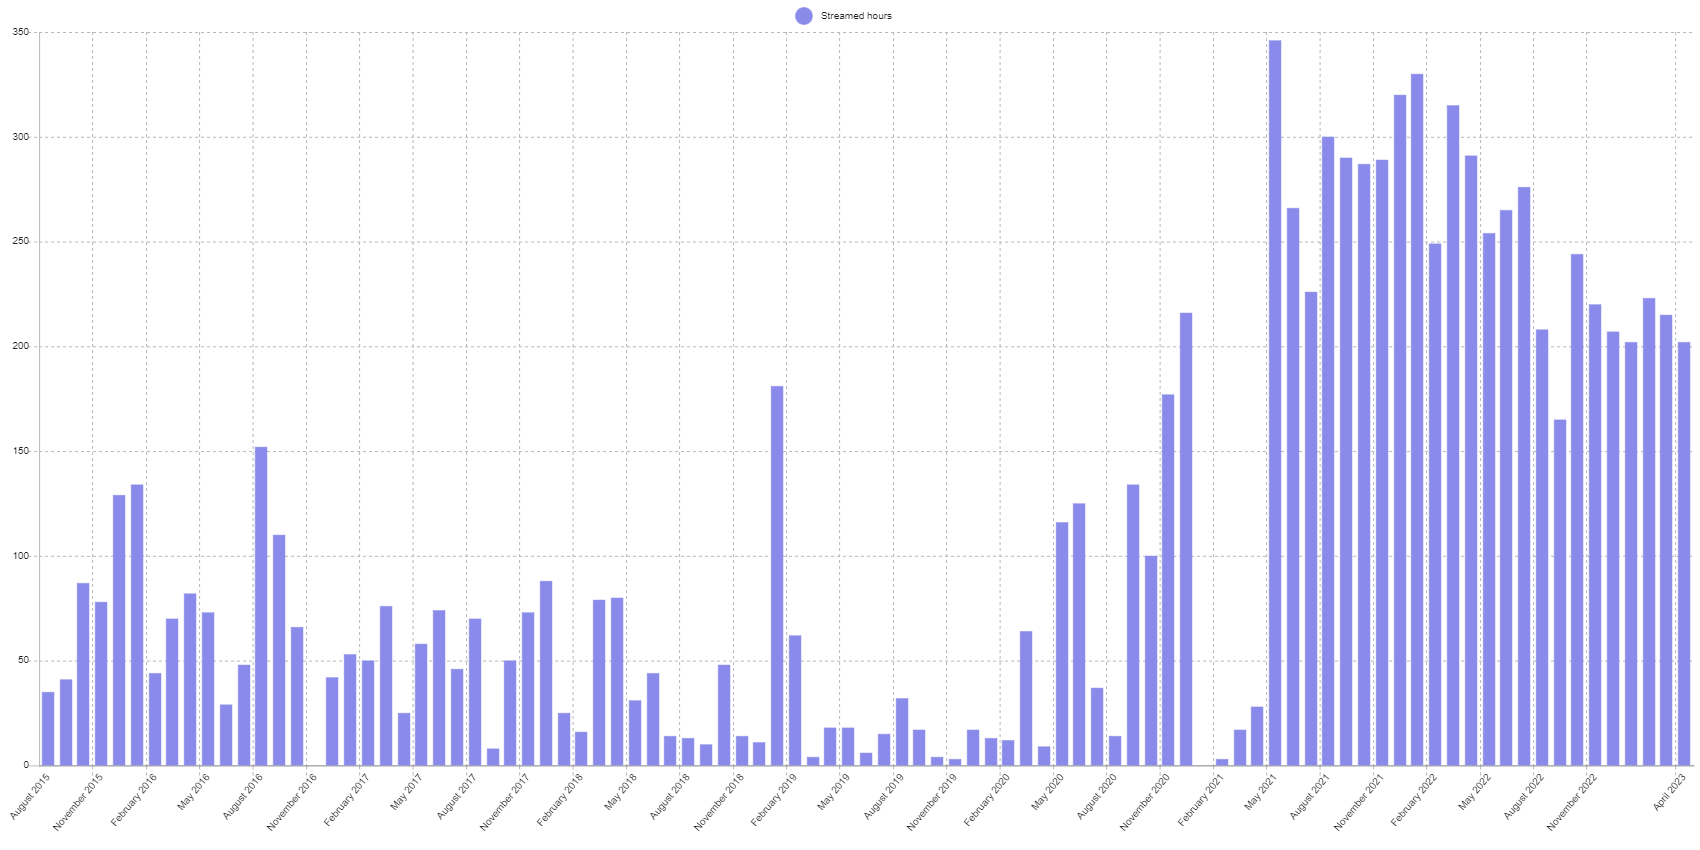 Streamed hours
350
300
250
200
150
100
50
0
August 2015
November 2015
February 2016
May 2016
August 2016
November 2016
February 2017
May 2017
August 2017
November 2017
February 2018
May 2018
August 2018
November 2018
February 2019
May 2019
August 2019
November 2019
February 2020
May 2020
August 2020
November 2020
February 2021
May 2021
August 2021
November 2021
February 2022
May 2022
August 2022
November 2022
April 2023